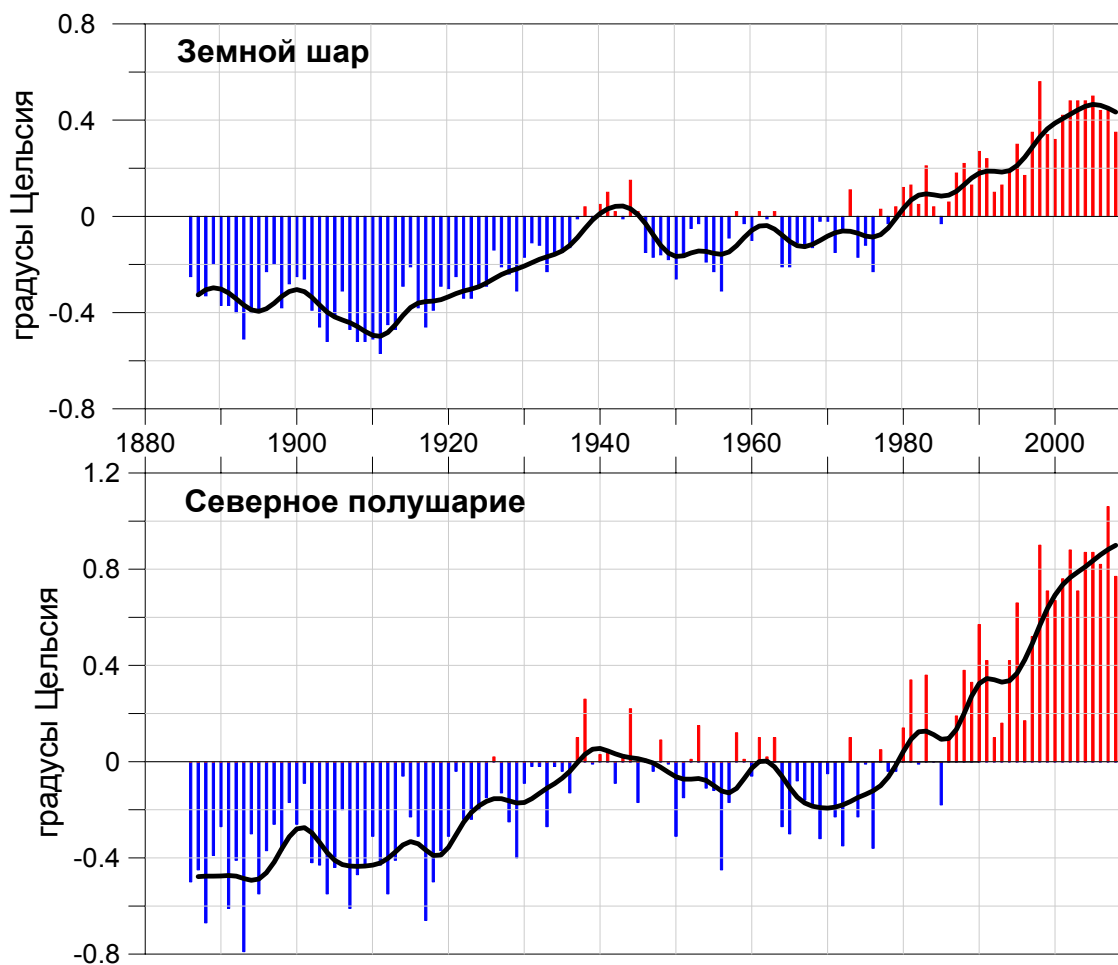 Земной шар
градусы Цельсия
0.8
0.4
0
-0.4
-0.8
1880 1900 1920 1940 1960 1980 2000
Северное полушарие
градусы Цельсия
1.2
0.8
0.4
0
-0.4
-0.8